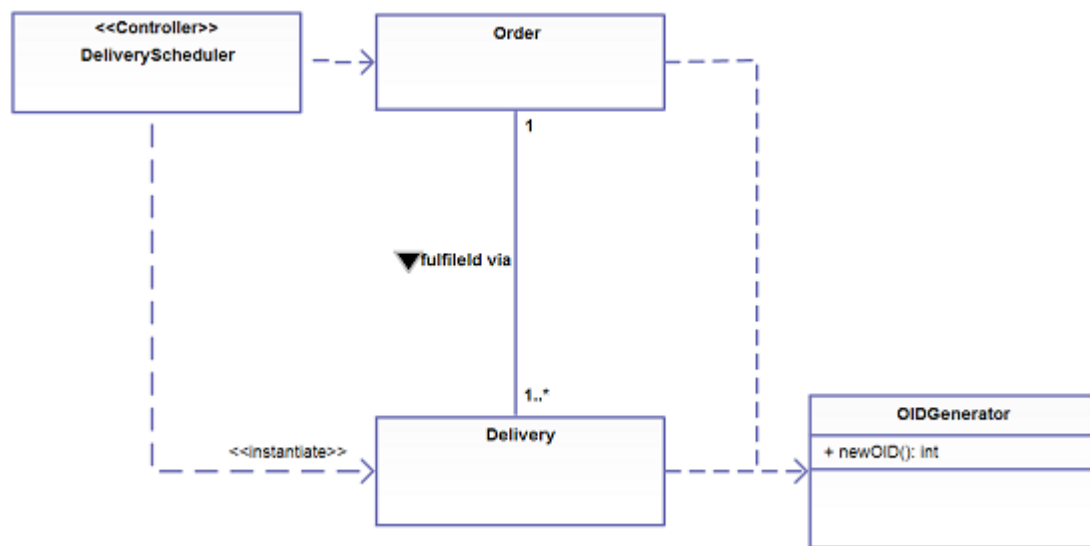 <<Controller>>
DeliveryScheduler
Order
1
fulfileld via
1..*
Delivery
<<instantiate>>
OIDGenerator
+ newOID(): int